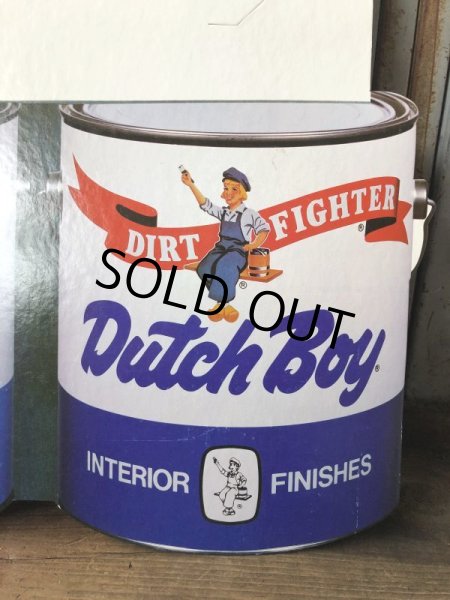 DIRT FIGHTER ®
®
SOLD OUT
Dutch Boy ®
INTERIOR FINISHES
®